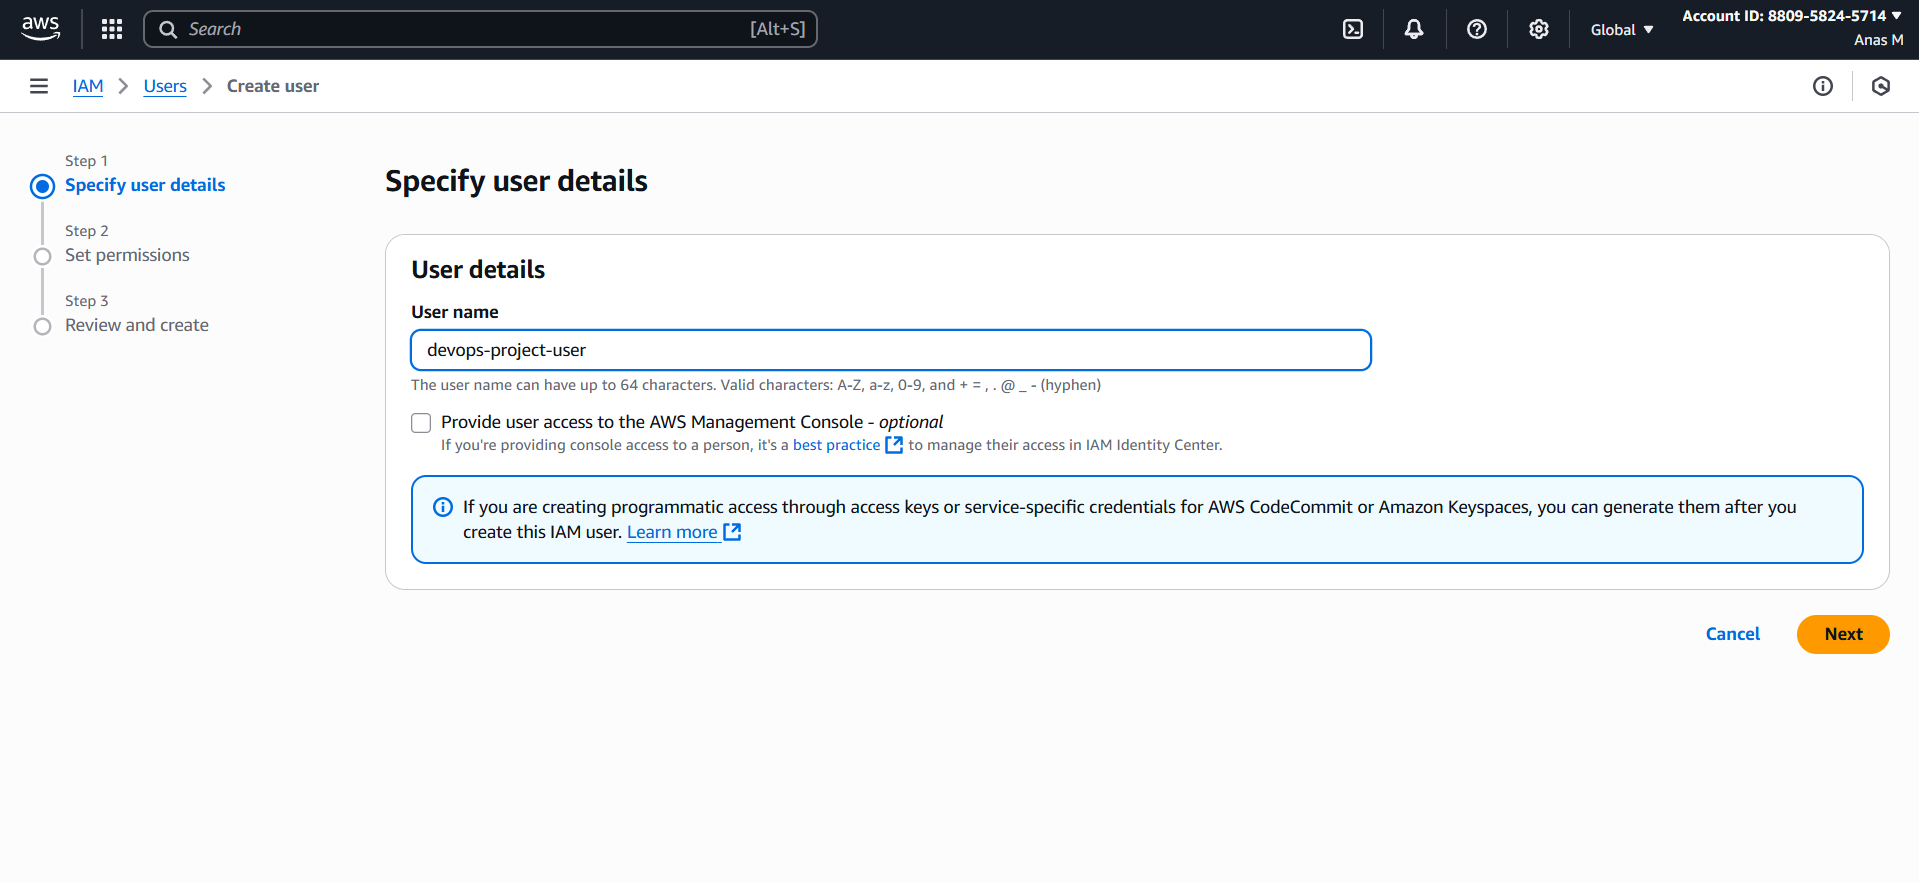 aws
Search [Alt+S]
Global
Account ID: 8809-5824-5714
Anas M
IAM > Users > Create user
Step 1
Specify user details
Step 2
Set permissions
Step 3
Review and create
Specify user details
User details
User name
devops-project-user
The user name can have up to 64 characters. Valid characters: A-Z, a-z, 0-9, and + = , . @ _ - (hyphen)
Provide user access to the AWS Management Console - optional
If you're providing console access to a person, it's a best practice to manage their access in IAM Identity Center.
If you are creating programmatic access through access keys or service-specific credentials for AWS CodeCommit or Amazon Keyspaces, you can generate them after you
create this IAM user. Learn more
Cancel
Next